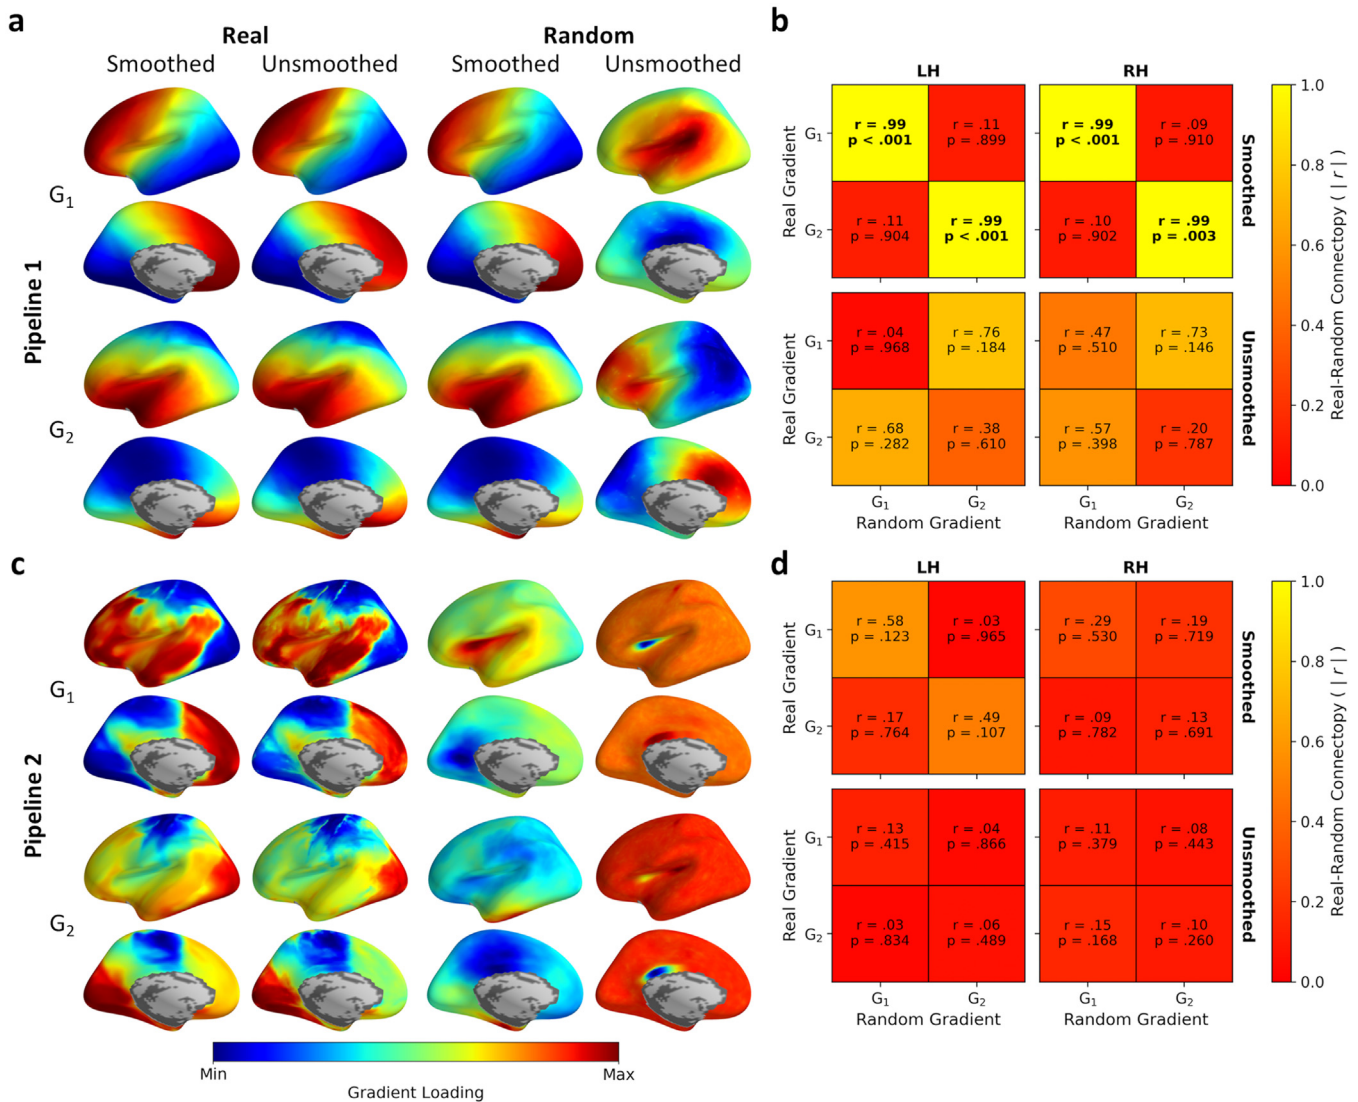 a
Real
Random
Smoothed
Unsmoothed
Smoothed
Unsmoothed
Pipeline 1
G1
G2
b
LH
RH
Real Gradient
G1
r = .99
p < .001
r = .11
p = .899
r = .99
p < .001
r = .09
p = .910
G2
r = .11
p = .904
r = .99
p < .001
r = .10
p = .902
r = .99
p = .003
Smoothed
Real Gradient
G1
r = .04
p = .968
r = .76
p = .184
r = .47
p = .510
r = .73
p = .146
G2
r = .68
p = .282
r = .38
p = .610
r = .57
p = .398
r = .20
p = .787
Unsmoothed
G1
G2
G1
G2
Random Gradient
Random Gradient
1.0
0.8
0.6
0.4
0.2
0.0
Real-Random Connectopy ( | r | )
c
Pipeline 2
G1
G2
Min
Max
Gradient Loading
d
LH
RH
Real Gradient
G1
r = .58
p = .123
r = .03
p = .965
r = .29
p = .530
r = .19
p = .719
G2
r = .17
p = .764
r = .49
p = .107
r = .09
p = .782
r = .13
p = .691
Smoothed
Real Gradient
G1
r = .13
p = .415
r = .04
p = .866
r = .11
p = .379
r = .08
p = .443
G2
r = .03
p = .834
r = .06
p = .489
r = .15
p = .168
r = .10
p = .260
Unsmoothed
G1
G2
G1
G2
Random Gradient
Random Gradient
1.0
0.8
0.6
0.4
0.2
0.0
Real-Random Connectopy ( | r | )